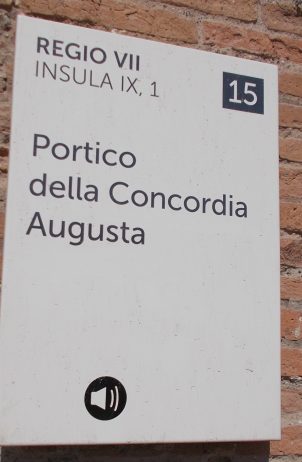 REGIO VII
INSULA IX, 1
15
Portico
della Concordia
Augusta